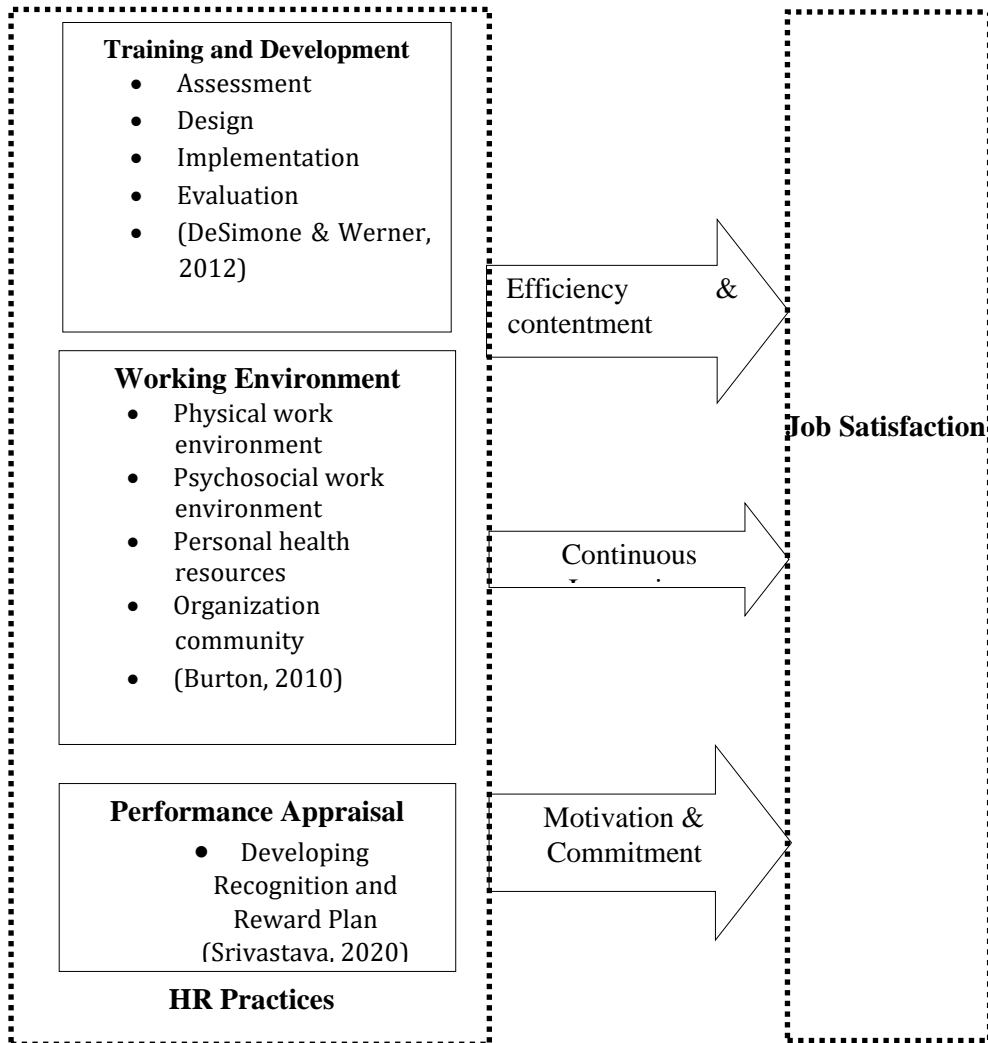 Training and Development
• Assessment
• Design
• Implementation
• Evaluation
• (DeSimone & Werner,
2012)
Efficiency &
contentment
Working Environment
• Physical work
environment
• Psychosocial work
environment
• Personal health
resources
• Organization
community
• (Burton, 2010)
Continuous
Job Satisfaction
Performance Appraisal
• Developing
Recognition and
Reward Plan
(Srivastava, 2020)
Motivation &
Commitment
HR Practices